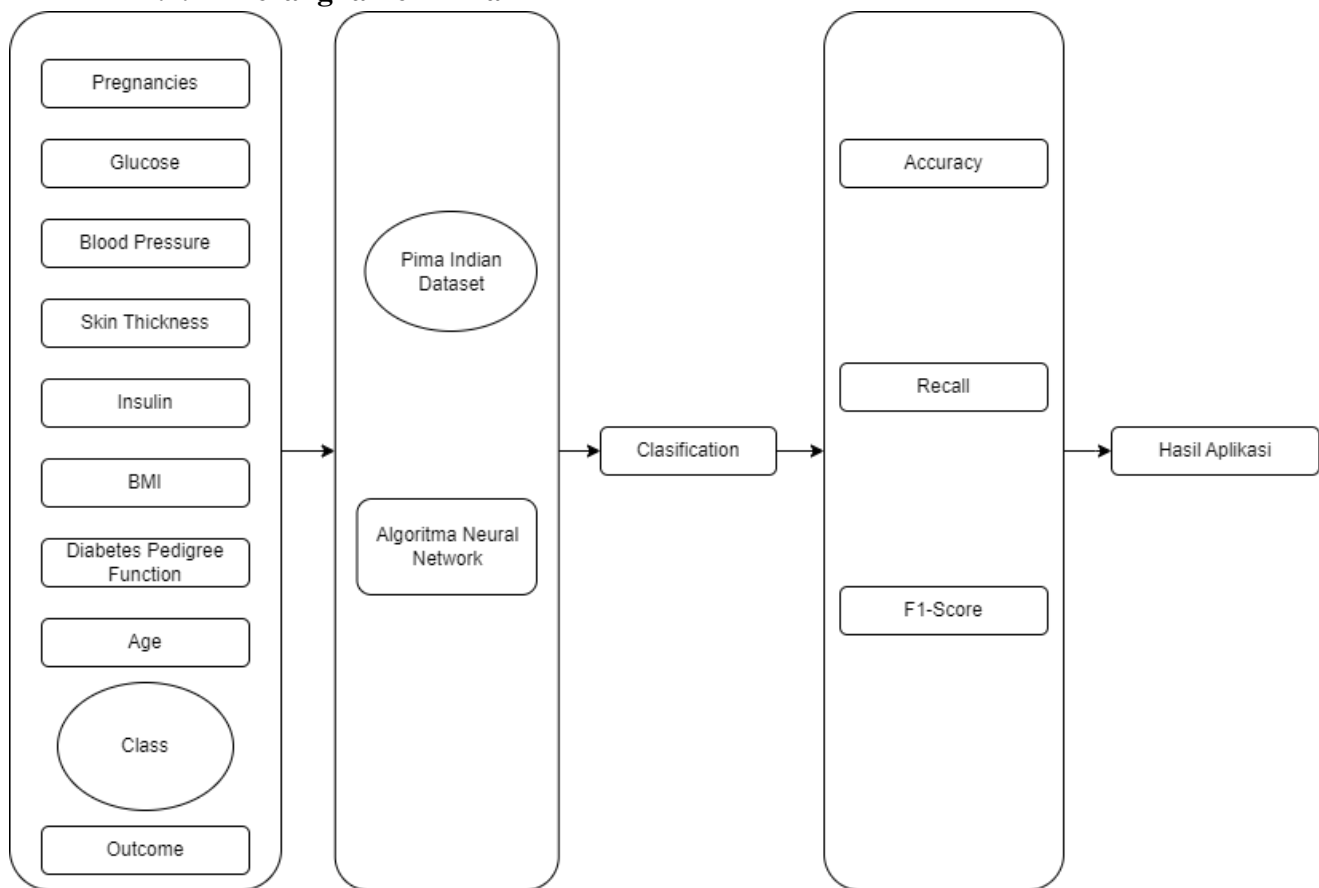 Pregnancies
Glucose
Blood Pressure
Skin Thickness
Insulin
BMI
Diabetes Pedigree
Function
Age
Class
Outcome
Pima Indian
Dataset
Algoritma Neural
Network
Clasification
Accuracy
Recall
F1-Score
Hasil Aplikasi